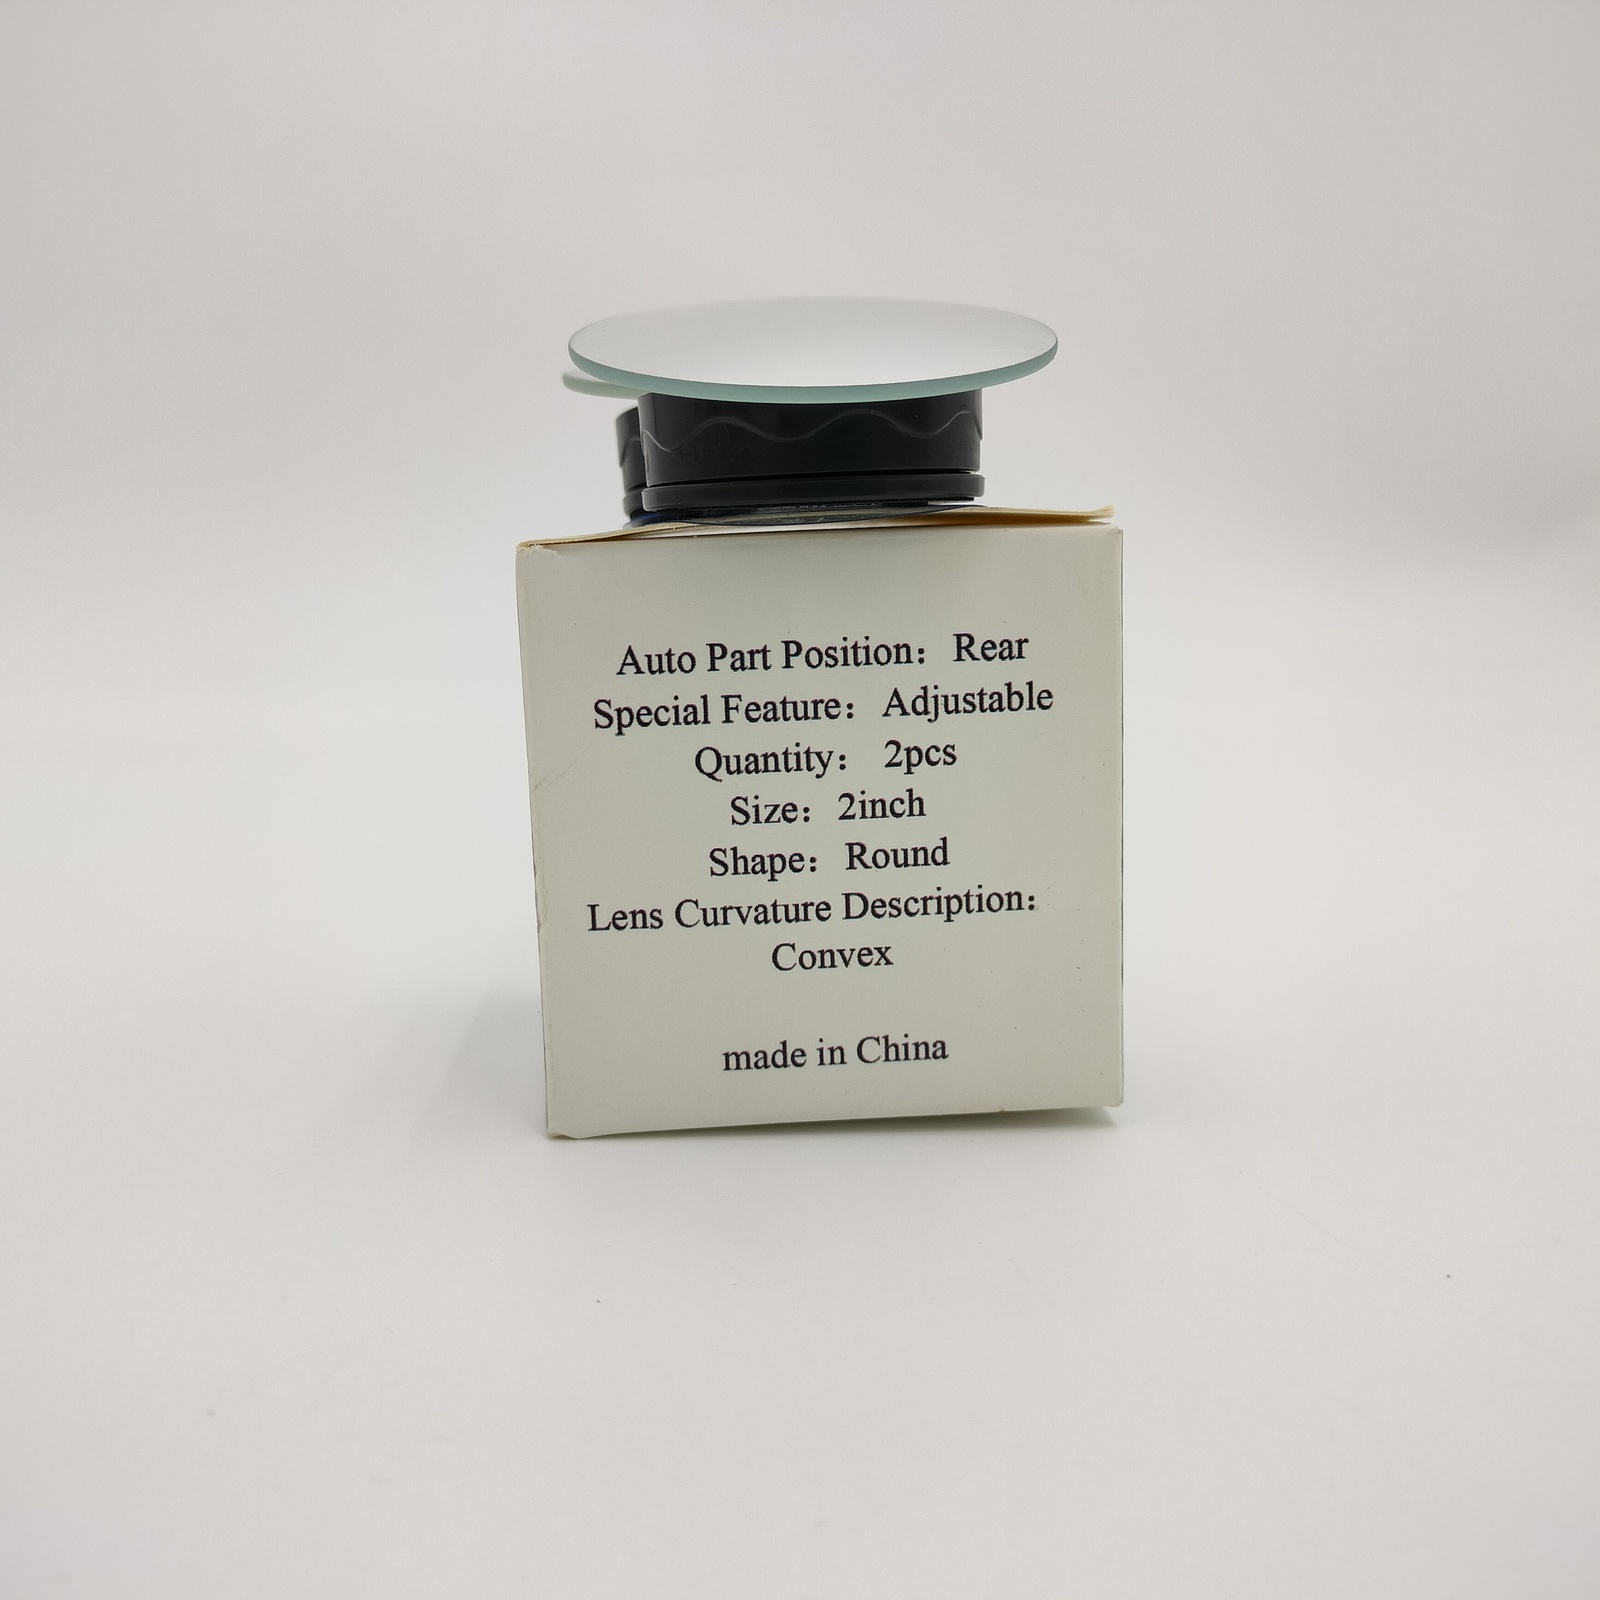 Auto Part Position： Rear
Special Feature： Adjustable
Quantity： 2pcs
Size： 2inch
Shape： Round
Lens Curvature Description：
Convex
made in China